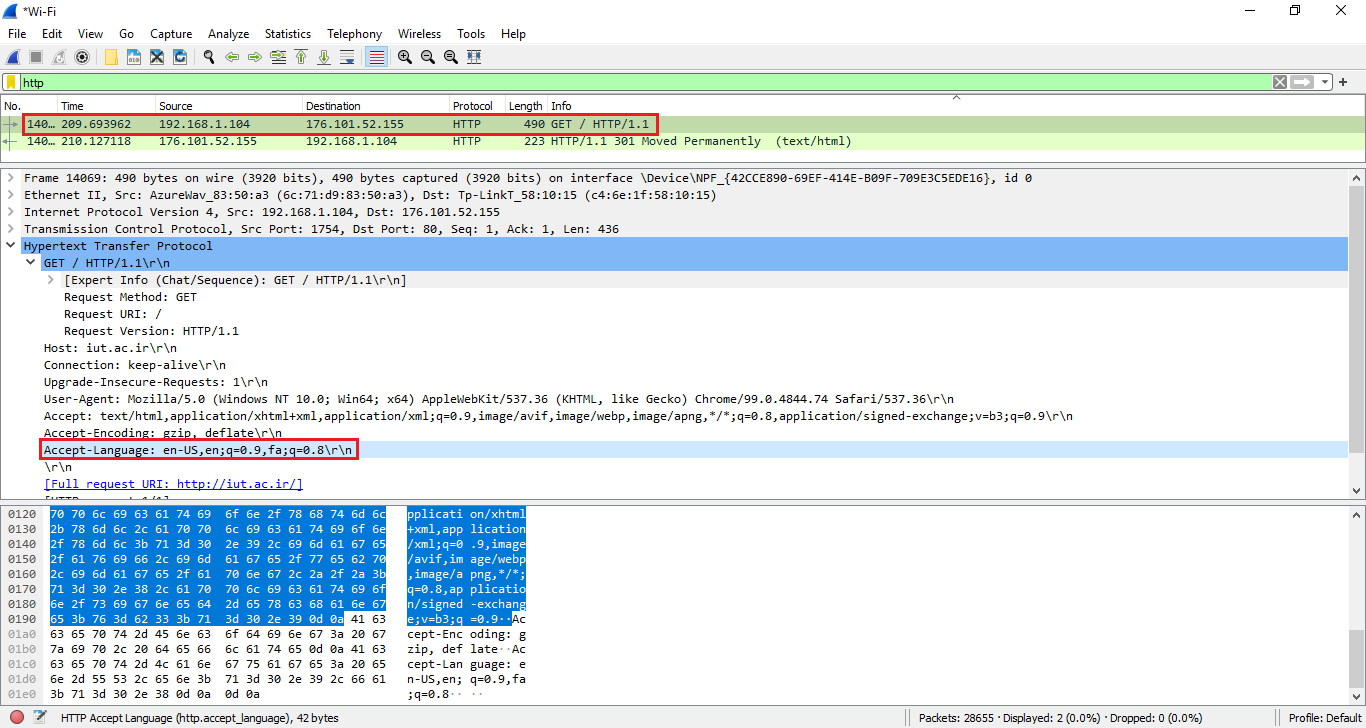 *Wi-Fi
File Edit View Go Capture Analyze Statistics Telephony Wireless Tools Help
http
No. Time Source Destination Protocol Length Info
140… 209.693962 192.168.1.104 176.101.52.155 HTTP 490 GET / HTTP/1.1
140… 210.127118 176.101.52.155 192.168.1.104 HTTP 223 HTTP/1.1 301 Moved Permanently (text/html)
Frame 14069: 490 bytes on wire (3920 bits), 490 bytes captured (3920 bits) on interface \Device\NPF_{42CCE890-69EF-414E-B09F-709E3C5EDE16}, id 0
Ethernet II, Src: AzureWav_83:50:a3 (6c:71:d9:83:50:a3), Dst: Tp-LinkT_58:10:15 (c4:6e:1f:58:10:15)
Internet Protocol Version 4, Src: 192.168.1.104, Dst: 176.101.52.155
Transmission Control Protocol, Src Port: 1754, Dst Port: 80, Seq: 1, Ack: 1, Len: 436
Hypertext Transfer Protocol
GET / HTTP/1.1\r\n
[Expert Info (Chat/Sequence): GET / HTTP/1.1\r\n]
Request Method: GET
Request URI: /
Request Version: HTTP/1.1
Host: iut.ac.ir\r\n
Connection: keep-alive\r\n
Upgrade-Insecure-Requests: 1\r\n
User-Agent: Mozilla/5.0 (Windows NT 10.0; Win64; x64) AppleWebKit/537.36 (KHTML, like Gecko) Chrome/99.0.4844.74 Safari/537.36\r\n
Accept: text/html,application/xhtml+xml,application/xml;q=0.9,image/avif,image/webp,image/apng,*/*;q=0.8,application/signed-exchange;v=b3;q=0.9\r\n
Accept-Encoding: gzip, deflate\r\n
Accept-Language: en-US,en;q=0.9,fa;q=0.8\r\n
\r\n
[Full request URI: http://iut.ac.ir/]
[HTTP request 1/1]
0120 70 70 6c 69 63 61 74 69 6f 6e 2f 78 68 74 6d 6c pplicati on/xhtml
0130 2b 78 6d 6c 2c 61 70 70 6c 69 63 61 74 69 6f 6e +xml,app lication
0140 2f 78 6d 6c 3b 71 3d 30 2e 39 2c 69 6d 61 67 65 /xml;q=0 .9,image
0150 2f 61 76 69 66 2c 69 6d 61 67 65 2f 77 65 62 70 /avif,im age/webp
0160 2c 69 6d 61 67 65 2f 61 70 6e 67 2c 2a 2f 2a 3b ,image/a png,*/*;
0170 71 3d 30 2e 38 2c 61 70 70 6c 69 63 61 74 69 6f q=0.8,ap plicatio
0180 6e 2f 73 69 67 6e 65 64 2d 65 78 63 68 61 6e 67 n/signed -exchang
0190 65 3b 76 3d 62 33 3b 71 3d 30 2e 39 0d 0a 41 63 e;v=b3;q =0.9··Ac
01a0 63 65 70 74 2d 45 6e 63 6f 64 69 6e 67 3a 20 67 cept-Enc oding: g
01b0 7a 69 70 2c 20 64 65 66 6c 61 74 65 0d 0a 41 63 zip, def late··Ac
01c0 63 65 70 74 2d 4c 61 6e 67 75 61 67 65 3a 20 65 cept-Lan guage: e
01d0 6e 2d 55 53 2c 65 6e 3b 71 3d 30 2e 39 2c 66 61 n-US,en; q=0.9,fa
01e0 3b 71 3d 30 2e 38 0d 0a 0d 0a ;q=0.8·· ··
HTTP Accept Language (http.accept_language), 42 bytes Packets: 28655 · Displayed: 2 (0.0%) · Dropped: 0 (0.0%) Profile: Default